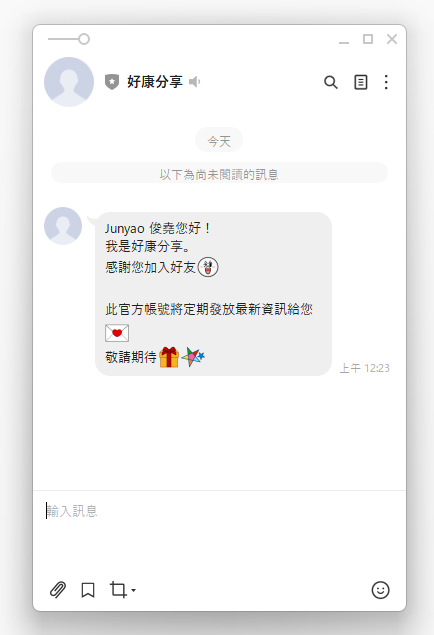 好康分享
今天
以下為尚未閱讀的訊息
Junyao 俊堯您好！
我是好康分享。
感謝您加入好友
此官方帳號將定期發放最新資訊給您
敬請期待
上午 12:23
輸入訊息